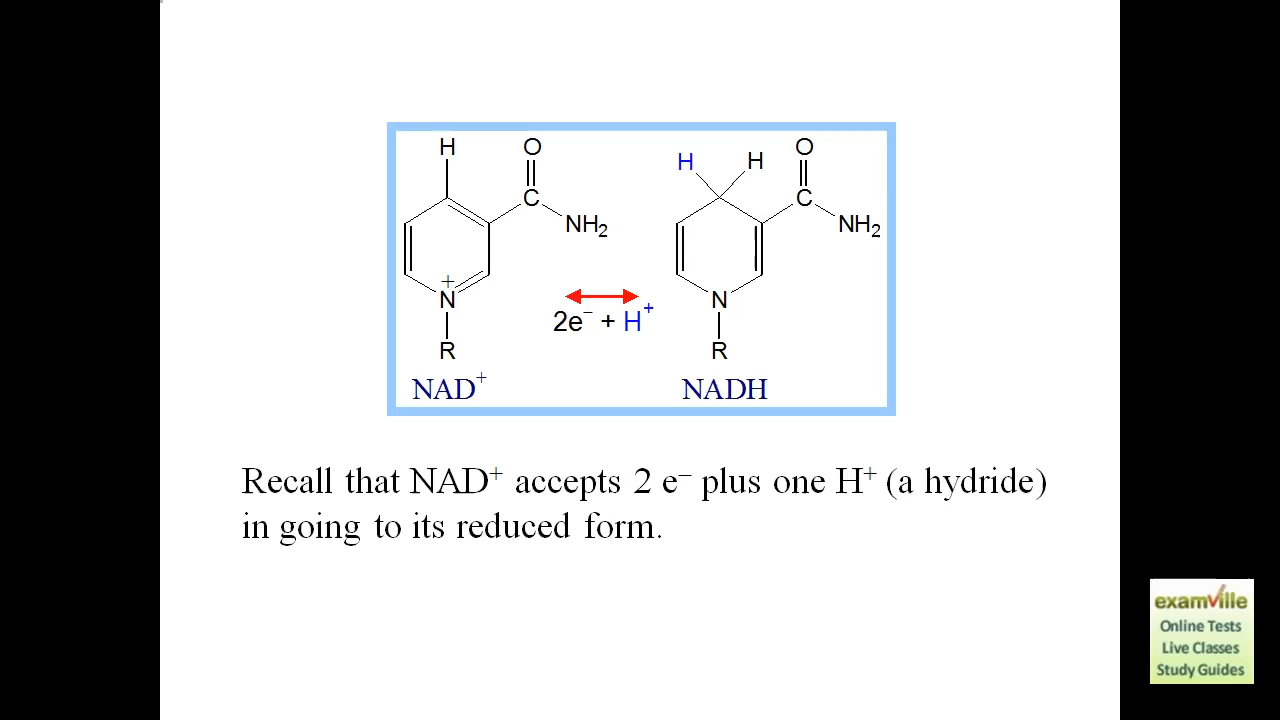 H O H H O
C NH₂ C NH₂
+
N N
2e⁻ + H⁺
R R
NAD⁺ NADH
Recall that NAD⁺ accepts 2 e⁻ plus one H⁺ (a hydride)
in going to its reduced form.
examville
Online Tests
Live Classes
Study Guides